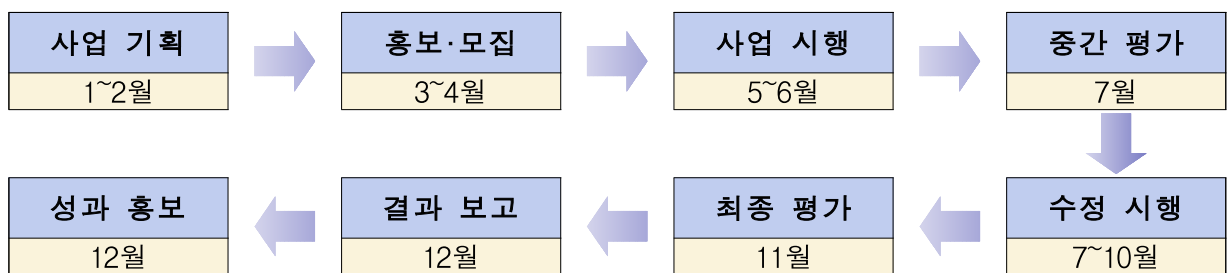 사업 기획
1~2월
홍보·모집
3~4월
사업 시행
5~6월
중간 평가
7월
수정 시행
7~10월
최종 평가
11월
결과 보고
12월
성과 홍보
12월